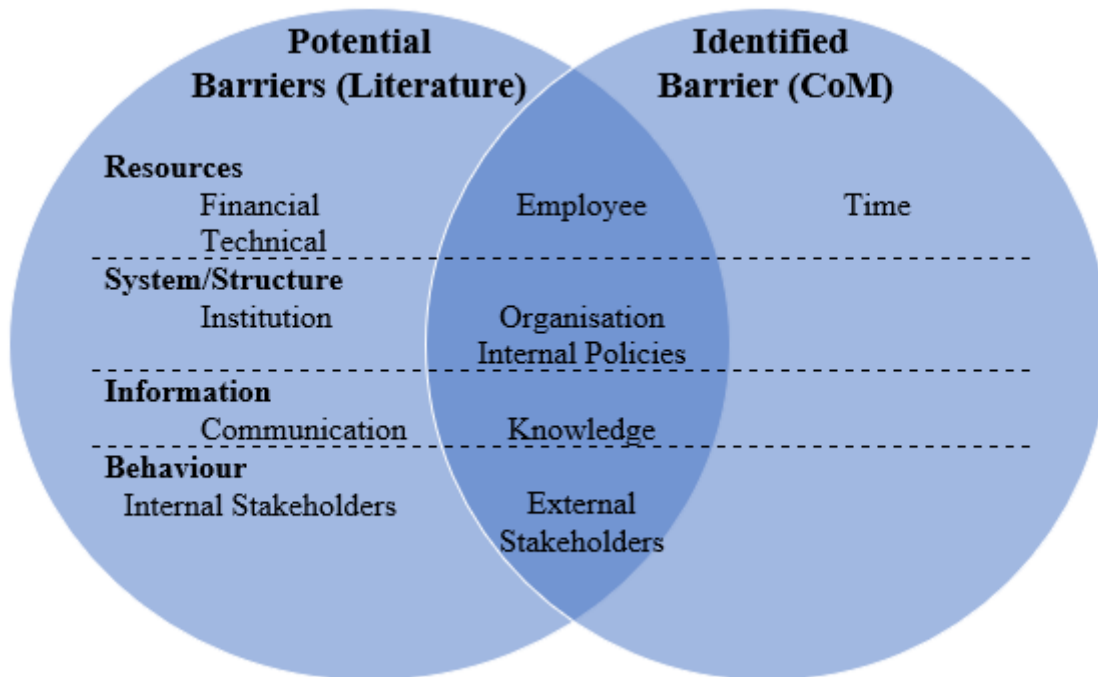 Potential
Barriers (Literature)
Identified
Barrier (CoM)
Resources
Financial Employee Time
Technical
System/Structure
Institution Organisation
Internal Policies
Information
Communication Knowledge
Behaviour
Internal Stakeholders External
Stakeholders